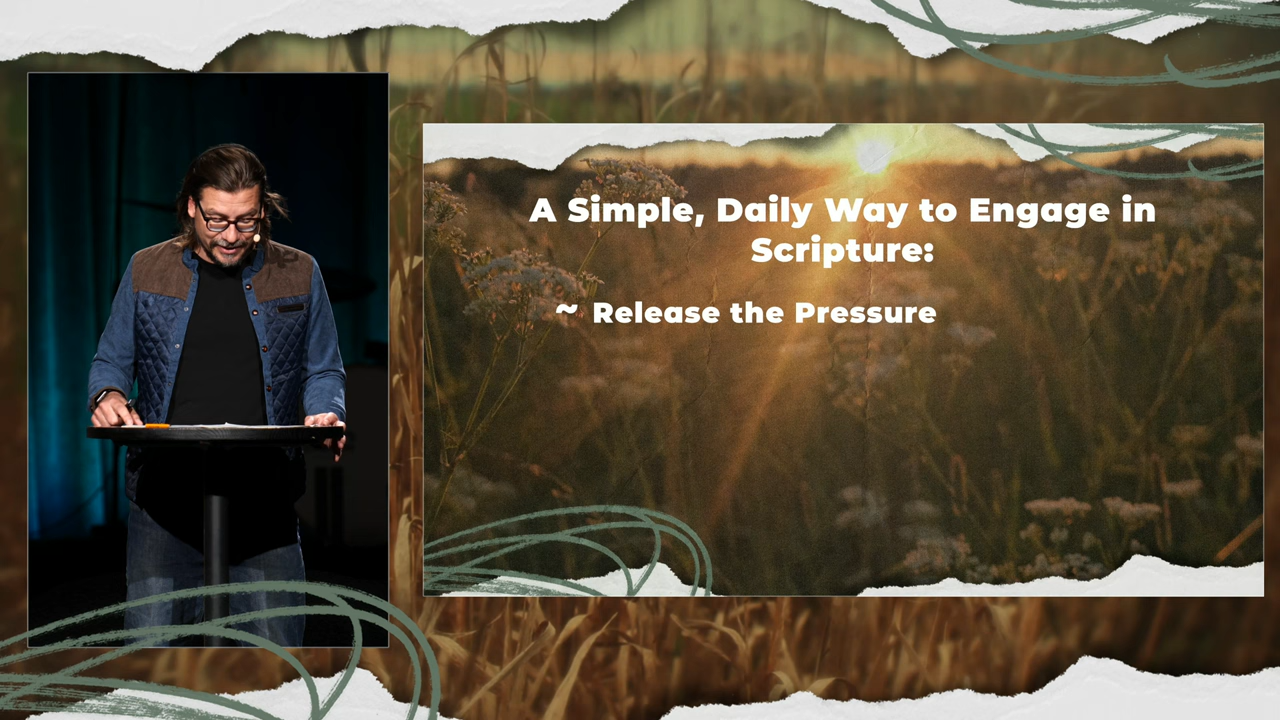 A Simple, Daily Way to Engage in
Scripture:
~ Release the Pressure